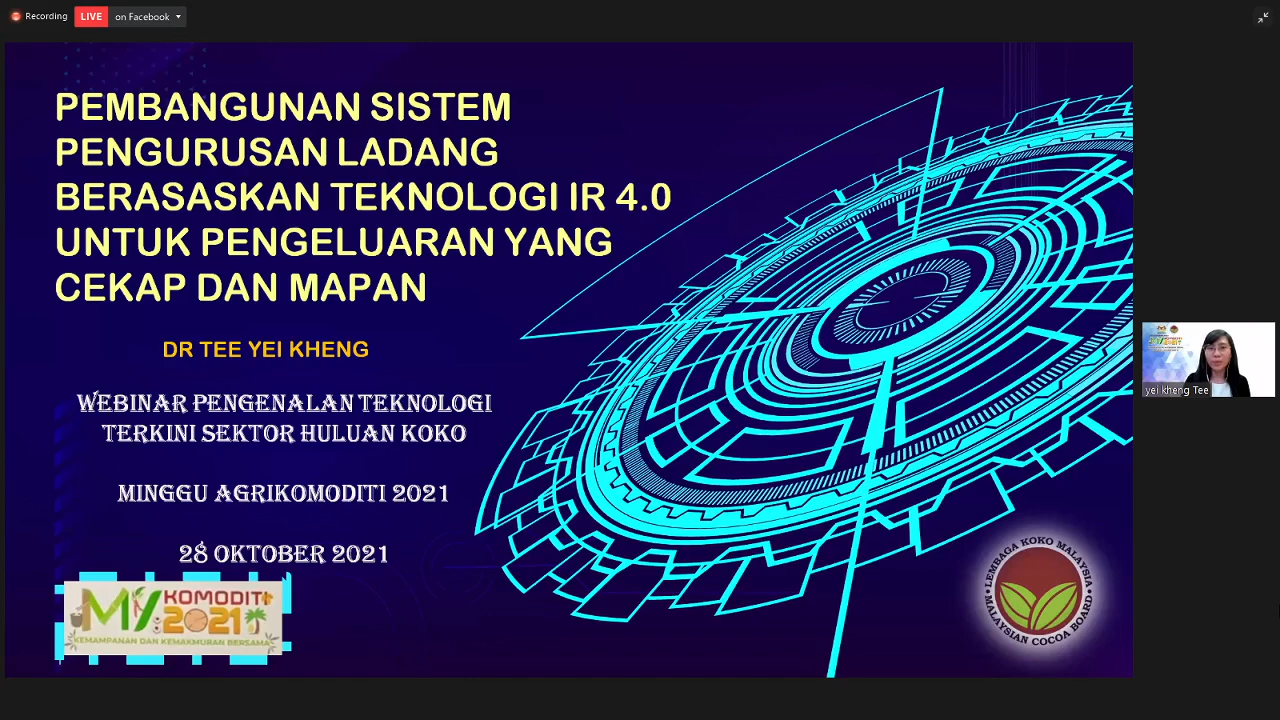 Recording
LIVE
on Facebook
PEMBANGUNAN SISTEM
PENGURUSAN LADANG
BERASASKAN TEKNOLOGI IR 4.0
UNTUK PENGELUARAN YANG
CEKAP DAN MAPAN
DR TEE YEI KHENG
WEBINAR PENGENALAN TEKNOLOGI
TERKINI SEKTOR HULUAN KOKO
MINGGU AGRIKOMODITI 2021
28 OKTOBER 2021
MY KOMODITI
2021
KEMAMPANAN DAN KEMAKMURAN BERSAMA
LEMBAGA KOKO MALAYSIA
MALAYSIAN COCOA BOARD
yei kheng Tee